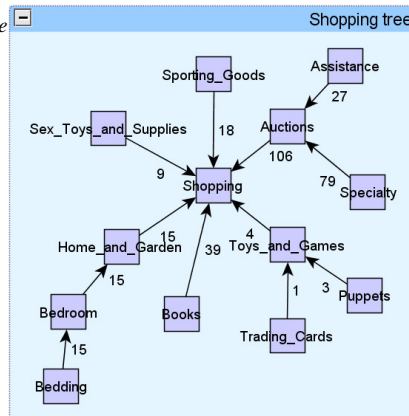 e
Shopping tree
Assistance
Sporting_Goods
27
Sex_Toys_and_Supplies
18
Auctions
106
9
Shopping
79
Specialty
Home_and_Garden
15
39
4
Toys_and_Games
15
3
Bedroom
Books
1
Puppets
15
Trading_Cards
Bedding